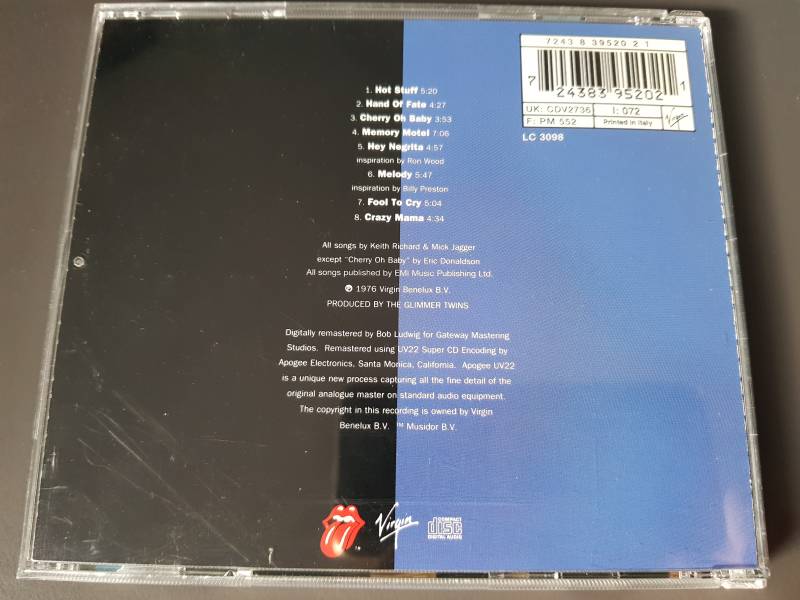 7243 8 39520 2 1
7 24383 95202 1
UK: CDV2736
I: 072
F: PM 552
Printed in Italy
Virgin
LC 3098
1. Hot Stuff 5:20
2. Hand Of Fate 4:27
3. Cherry Oh Baby 3:53
4. Memory Motel 7:06
5. Hey Negrita 4:57
inspiration by Ron Wood
6. Melody 5:47
inspiration by Billy Preston
7. Fool To Cry 5:04
8. Crazy Mama 4:34
All songs by Keith Richard & Mick Jagger
except "Cherry Oh Baby" by Eric Donaldson
All songs published by EMI Music Publishing Ltd.
℗ 1976 Virgin Benelux B.V.
PRODUCED BY THE GLIMMER TWINS
Digitally remastered by Bob Ludwig for Gateway Mastering
Studios. Remastered using UV22 Super CD Encoding by
Apogee Electronics, Santa Monica, California. Apogee UV22
is a unique new process capturing all the fine detail of the
original analogue master on standard audio equipment.
The copyright in this recording is owned by Virgin
Benelux B.V. ™ Musidor B.V.
Virgin
COMPACT
disc
DIGITAL AUDIO